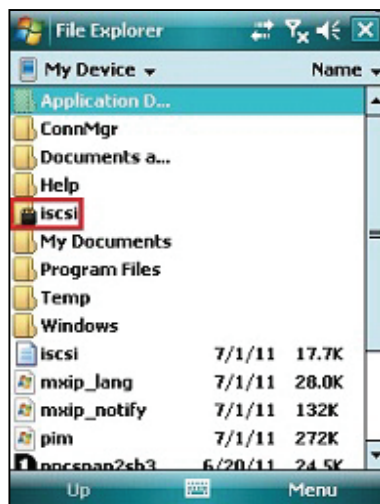 File Explorer
My Device Name
Application D...
ConnMgr
Documents a...
Help
iscsi
My Documents
Program Files
Temp
Windows
iscsi 7/1/11 17.7K
mxip_lang 7/1/11 28.0K
mxip_notify 7/1/11 132K
pim 7/1/11 272K
6/20/11 24.5K
Up Menu